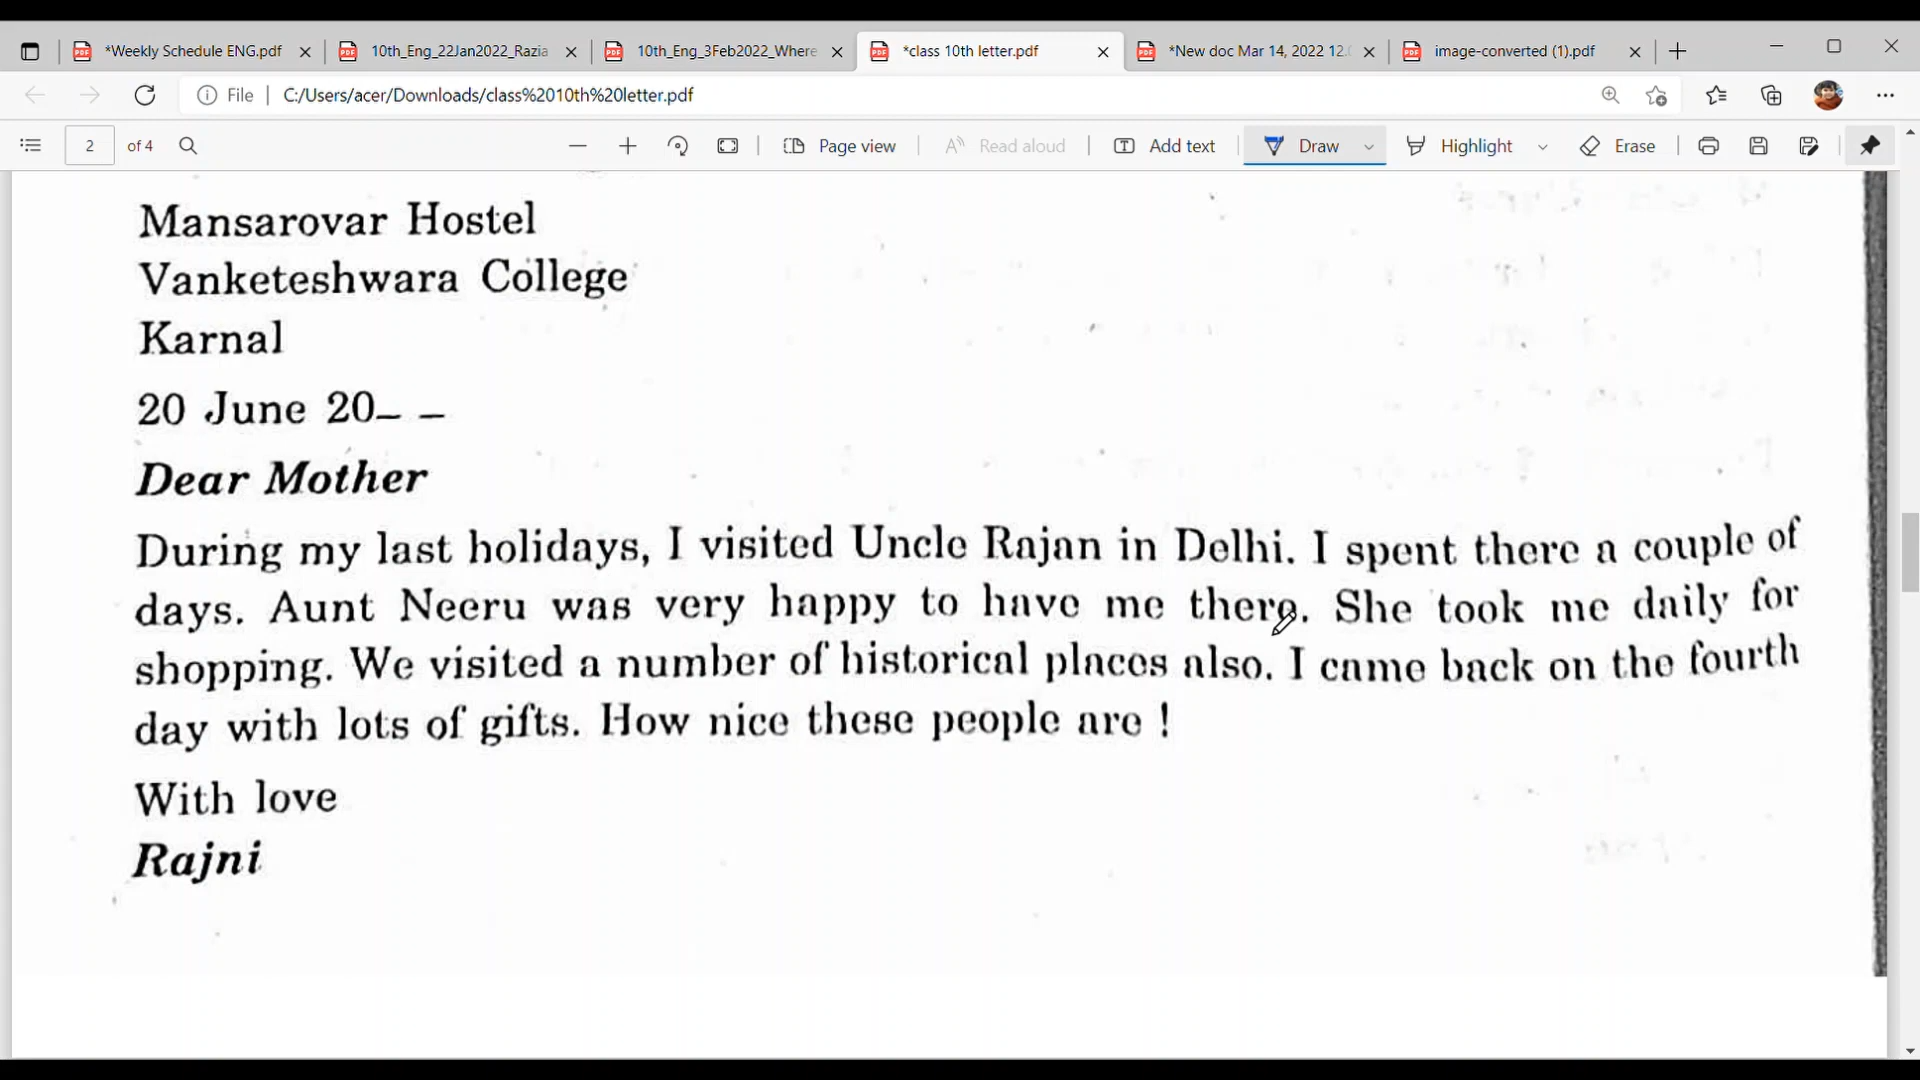 *Weekly Schedule ENG.pdf
10th_Eng_22Jan2022_Razia
10th_Eng_3Feb2022_Where
*class 10th letter.pdf
*New doc Mar 14, 2022 12.
image-converted (1).pdf
File | C:/Users/acer/Downloads/class%2010th%20letter.pdf
2 of 4 Page view Read aloud Add text Draw Highlight Erase
Mansarovar Hostel
Vanketeshwara College
Karnal
20 June 20_ _
Dear Mother
During my last holidays, I visited Uncle Rajan in Delhi. I spent there a couple of
days. Aunt Neeru was very happy to have me there. She took me daily for
shopping. We visited a number of historical places also. I came back on the fourth
day with lots of gifts. How nice these people are !
With love
Rajni